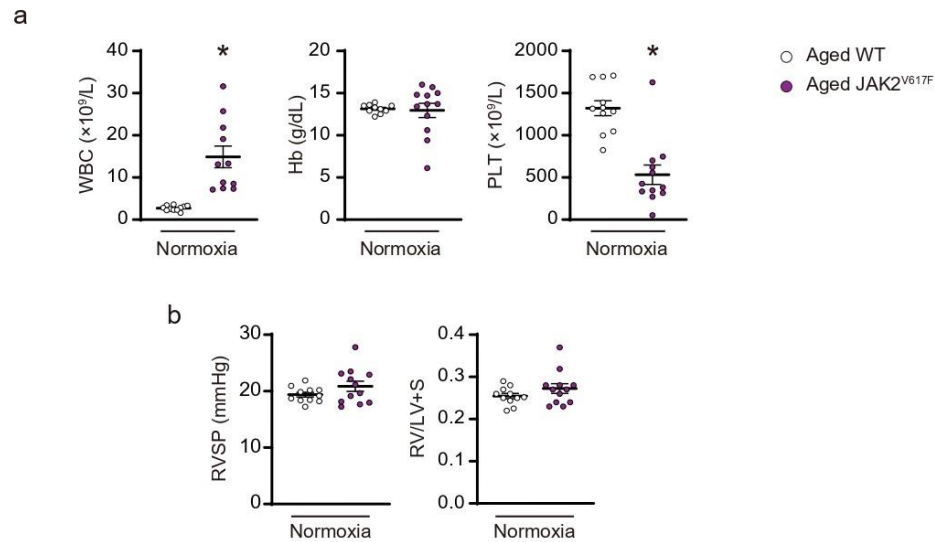 a
WBC (×10⁹/L)
40
30
20
10
0
*
Normoxia
Hb (g/dL)
20
15
10
5
0
Normoxia
PLT (×10⁹/L)
2000
1500
1000
500
0
*
Normoxia
Aged WT
Aged JAK2ⱽ⁶¹⁷ᶠ
b
RVSP (mmHg)
30
20
10
0
Normoxia
RV/LV+S
0.4
0.3
0.2
0.1
0.0
Normoxia